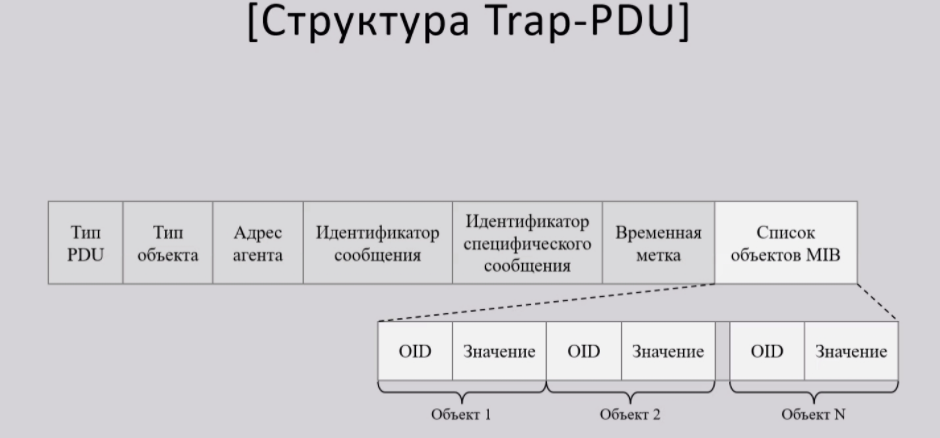 [Структура Trap-PDU]
Тип
PDU
Тип
объекта
Адрес
агента
Идентификатор
сообщения
Идентификатор
специфического
сообщения
Временная
метка
Список
объектов MIB
OID
Значение
OID
Значение
OID
Значение
Объект 1
Объект 2
Объект N